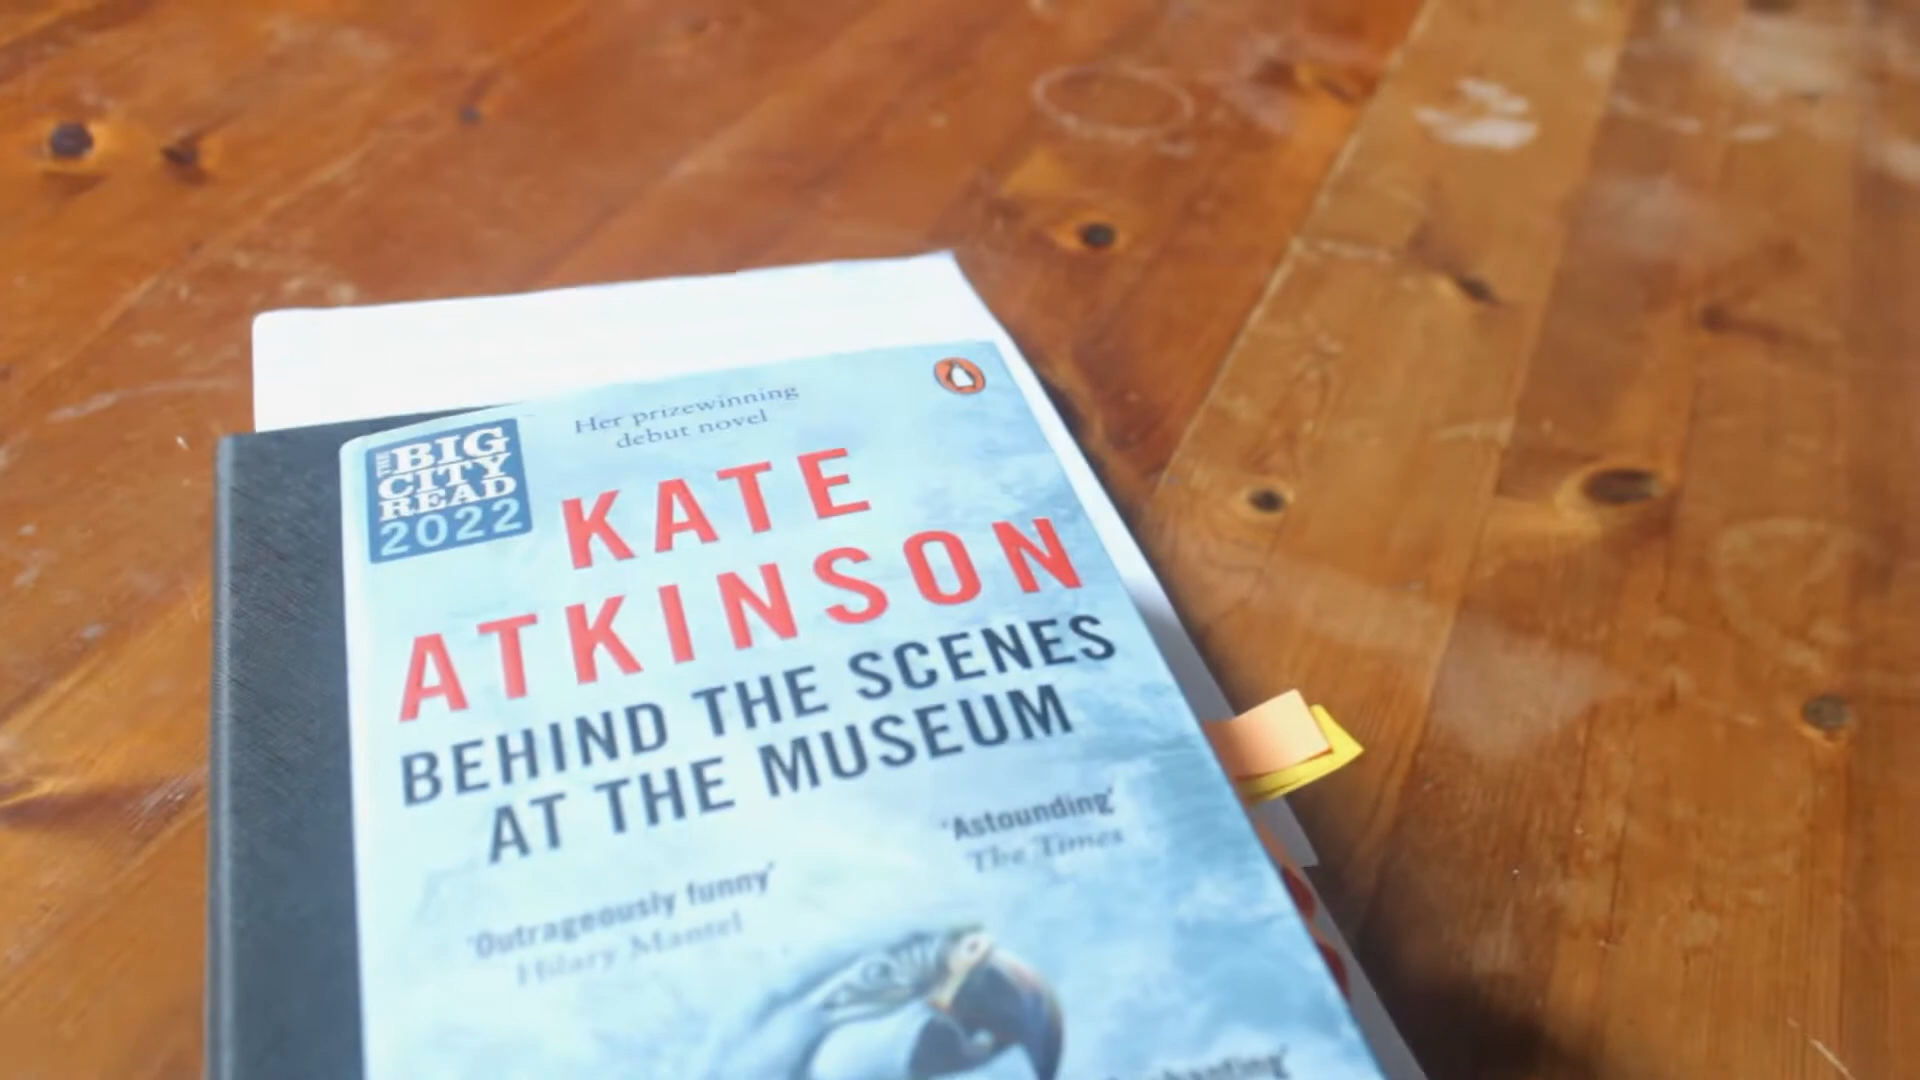 Her prizewinning
debut novel
THE
BIG
CITY
READ
2022
KATE
ATKINSON
BEHIND THE SCENES
AT THE MUSEUM
'Astounding'
The Times
'Outrageously funny'
Hilary Mantel